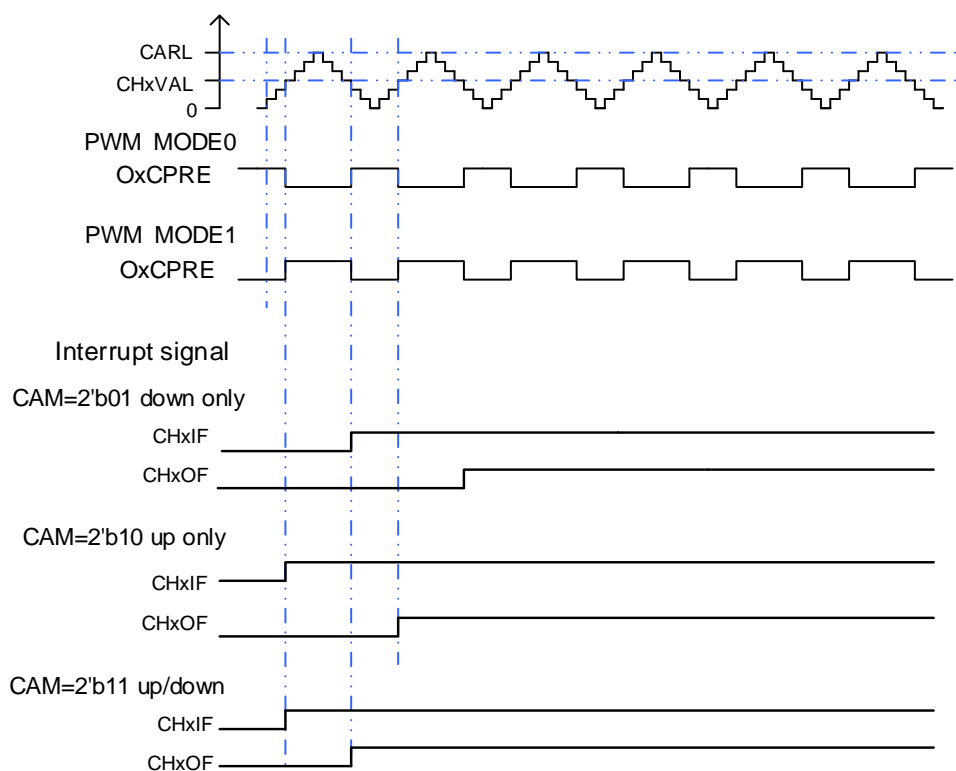 CARL
CHxVAL
0
PWM MODE0
OxCPRE
PWM MODE1
OxCPRE
Interrupt signal
CAM=2'b01 down only
CHxIF
CHxOF
CAM=2'b10 up only
CHxIF
CHxOF
CAM=2'b11 up/down
CHxIF
CHxOF